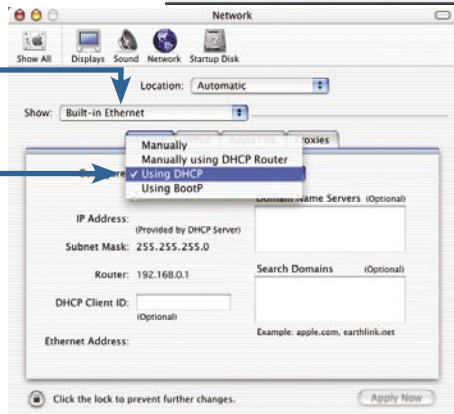 Network
Show All Displays Sound Network Startup Disk
Location: Automatic
Show: Built-in Ethernet
Proxies
Manually
Manually using DHCP Router
✓ Using DHCP
Using BootP
Domain Name Servers (Optional)
IP Address:
(Provided by DHCP Server)
Subnet Mask: 255.255.255.0
Router: 192.168.0.1
Search Domains (Optional)
DHCP Client ID:
(Optional)
Example: apple.com, earthlink.net
Ethernet Address:
Click the lock to prevent further changes.
Apply Now